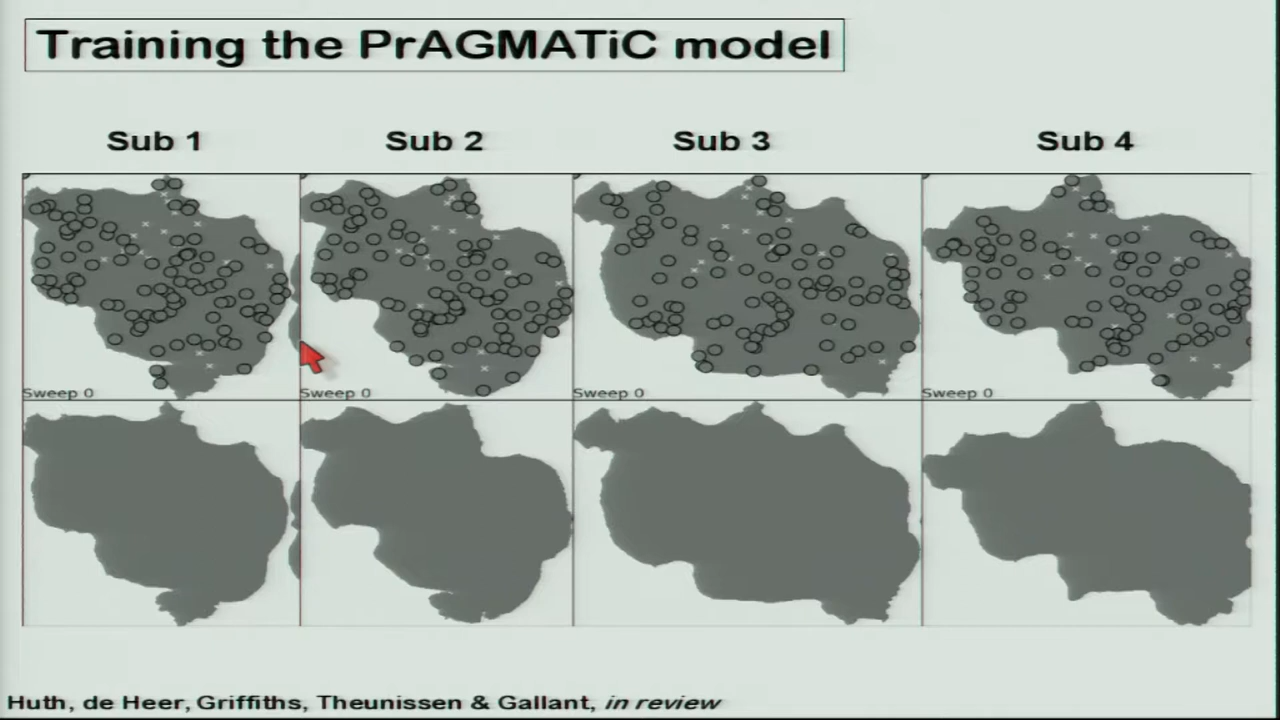 Training the PrAGMATiC model
Sub 1 Sub 2 Sub 3 Sub 4
Sweep 0 Sweep 0 Sweep 0 Sweep 0
Huth, de Heer, Griffiths, Theunissen & Gallant, in review